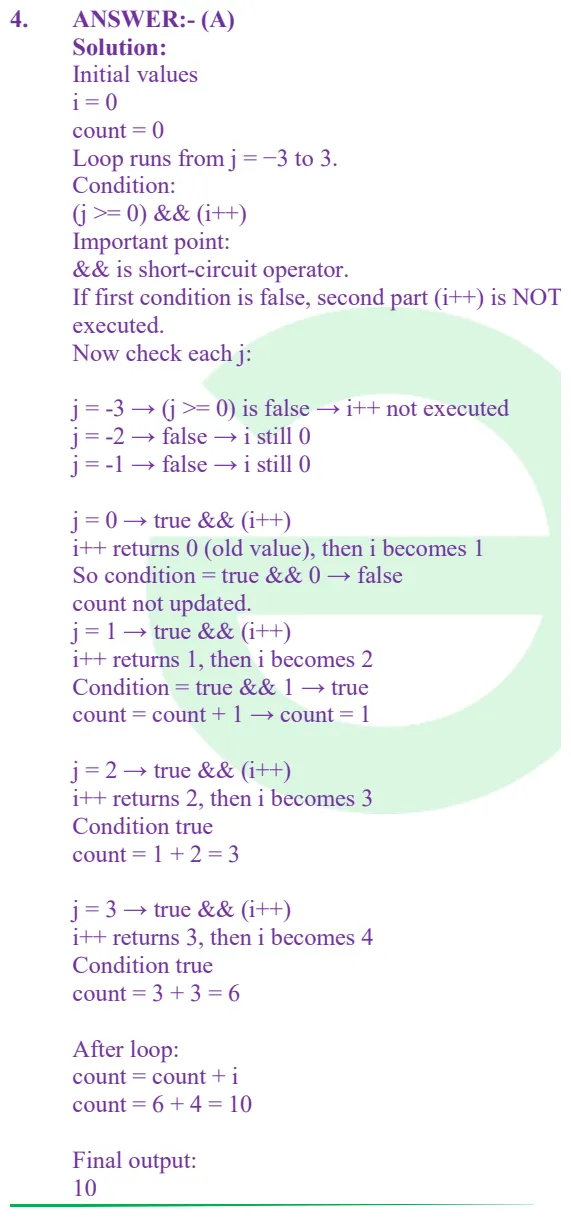 4. ANSWER:- (A)
Solution:
Initial values
i = 0
count = 0
Loop runs from j = −3 to 3.
Condition:
(j >= 0) && (i++)
Important point:
&& is short-circuit operator.
If first condition is false, second part (i++) is NOT
executed.
Now check each j:
j = -3 → (j >= 0) is false → i++ not executed
j = -2 → false → i still 0
j = -1 → false → i still 0
j = 0 → true && (i++)
i++ returns 0 (old value), then i becomes 1
So condition = true && 0 → false
count not updated.
j = 1 → true && (i++)
i++ returns 1, then i becomes 2
Condition = true && 1 → true
count = count + 1 → count = 1
j = 2 → true && (i++)
i++ returns 2, then i becomes 3
Condition true
count = 1 + 2 = 3
j = 3 → true && (i++)
i++ returns 3, then i becomes 4
Condition true
count = 3 + 3 = 6
After loop:
count = count + i
count = 6 + 4 = 10
Final output:
10